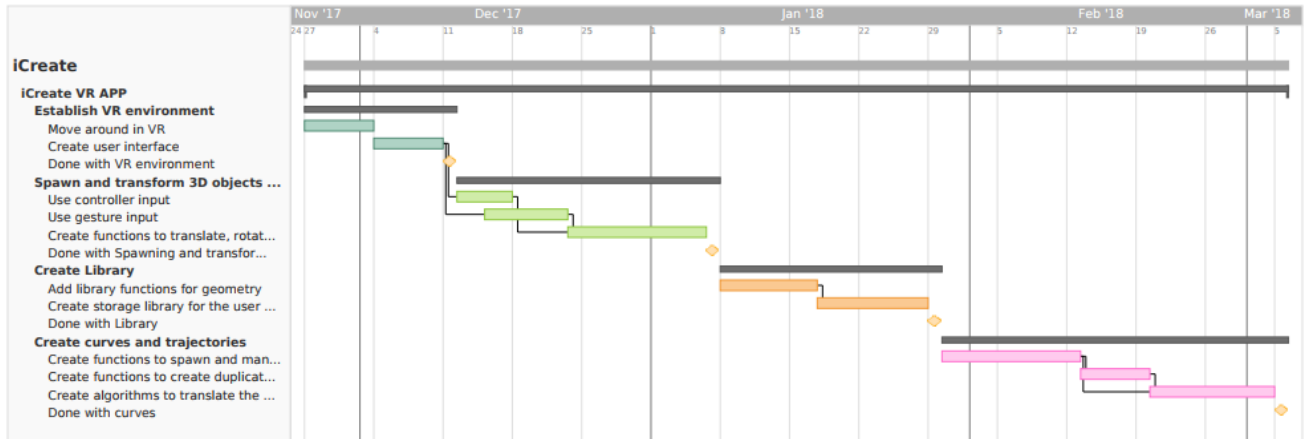 Nov '17 Dec '17 Jan '18 Feb '18 Mar '18
24 27 4 11 18 25 1 8 15 22 29 5 12 19 26 5
iCreate
iCreate VR APP
Establish VR environment
Move around in VR
Create user interface
Done with VR environment
Spawn and transform 3D objects ...
Use controller input
Use gesture input
Create functions to translate, rotat...
Done with Spawning and transfor...
Create Library
Add library functions for geometry
Create storage library for the user ...
Done with Library
Create curves and trajectories
Create functions to spawn and man...
Create functions to create duplicat...
Create algorithms to translate the ...
Done with curves